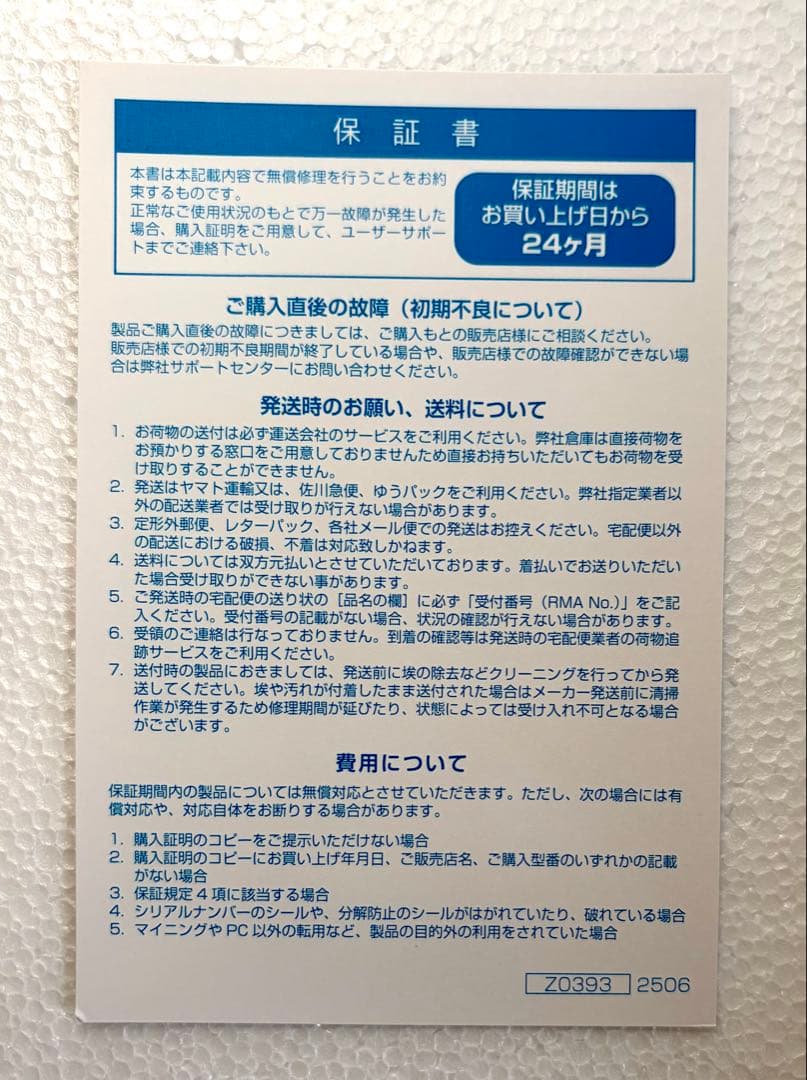 保証書
本書は本記載内容で無償修理を行うことをお約
束するものです。
正常なご使用状況のもとで万一故障が発生した
場合、購入証明をご用意して、ユーザーサポー
トまでご連絡下さい。
保証期間は
お買い上げ日から
24ヶ月
ご購入直後の故障（初期不良について）
製品ご購入直後の故障につきましては、ご購入もとの販売店様にご相談ください。
販売店様での初期不良期間が終了している場合や、販売店様での故障確認ができない場
合は弊社サポートセンターにお問い合わせください。
発送時のお願い、送料について
1. お荷物の送付は必ず運送会社のサービスをご利用ください。弊社倉庫は直接荷物を
お預かりする窓口をご用意しておりませんため直接お持ちいただいてもお荷物を受
け取りすることができません。
2. 発送はヤマト運輸又は、佐川急便、ゆうパックをご利用ください。弊社指定業者以
外の配送業者では受け取りが行えない場合があります。
3. 定形外郵便、レターパック、各社メール便での発送はお控えください。宅配便以外
の配送における破損、不着は対応致しかねます。
4. 送料については双方元払いとさせていただいております。着払いでお送りいただい
た場合受け取りができない事があります。
5. ご発送時の宅配便の送り状の［品名の欄］に必ず「受付番号（RMA No.）」をご記
入ください。受付番号の記載がない場合、状況の確認が行えない場合があります。
6. 受領のご連絡は行なっておりません。到着の確認等は発送時の宅配便業者の荷物追
跡サービスをご利用ください。
7. 送付時の製品におきましては、発送前に埃の除去などクリーニングを行ってから発
送してください。埃や汚れが付着したまま送付された場合はメーカー発送前に清掃
作業が発生するため修理期間が延びたり、状態によっては受け入れ不可となる場合
がございます。
費用について
保証期間内の製品については無償対応とさせていただきます。ただし、次の場合には有
償対応や、対応自体をお断りする場合があります。
1. 購入証明のコピーをご提示いただけない場合
2. 購入証明のコピーにお買い上げ年月日、ご販売店名、ご購入型番のいずれかの記載
がない場合
3. 保証規定4項に該当する場合
4. シリアルナンバーのシールや、分解防止のシールがはがれていたり、破れている場合
5. マイニングやPC以外の転用など、製品の目的外の利用をされていた場合
Z0393 2506